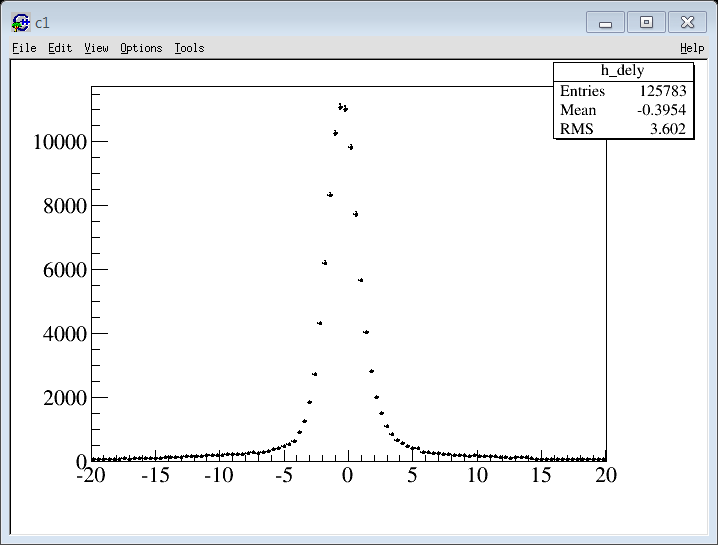 c1
File Edit View Options Tools Help
h_dely
Entries 125783
Mean -0.3954
RMS 3.602
10000
8000
6000
4000
2000
0
-20 -15 -10 -5 0 5 10 15 20